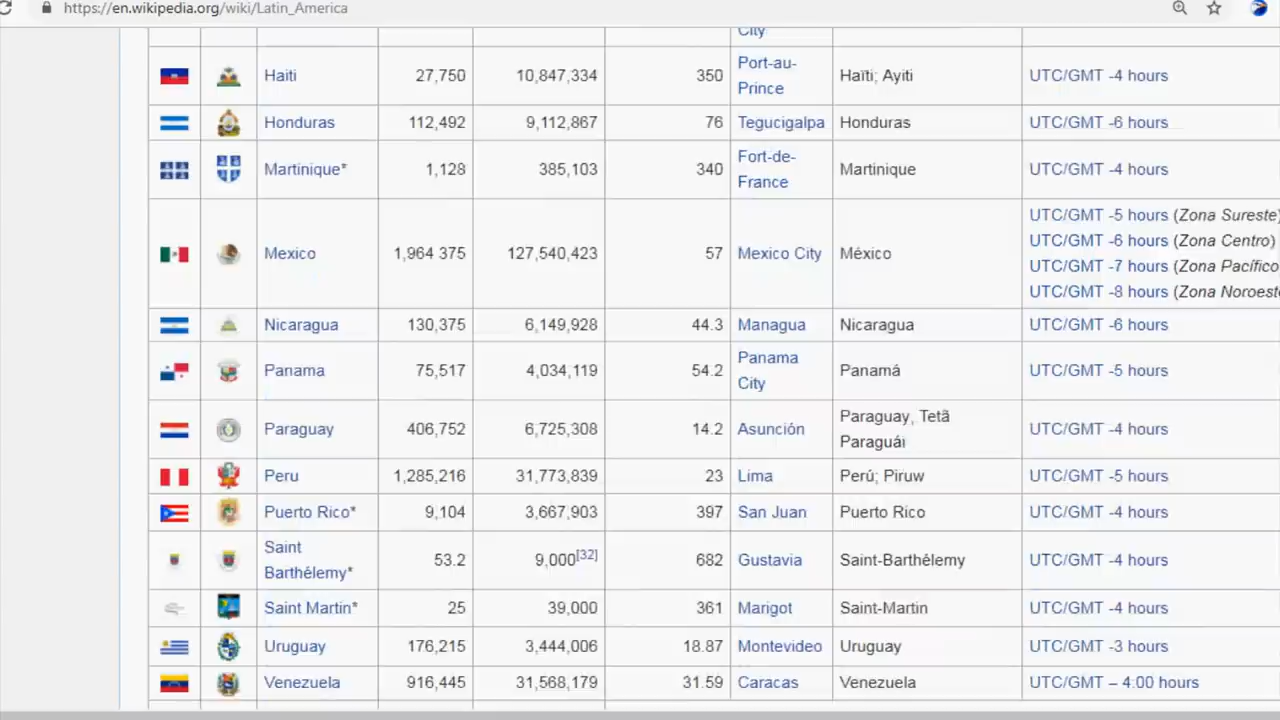 https://en.wikipedia.org/wiki/Latin_America
City
Haiti 27,750 10,847,334 350 Port-au-Prince Haïti; Ayiti UTC/GMT -4 hours
Honduras 112,492 9,112,867 76 Tegucigalpa Honduras UTC/GMT -6 hours
Martinique* 1,128 385,103 340 Fort-de-France Martinique UTC/GMT -4 hours
Mexico 1,964 375 127,540,423 57 Mexico City México UTC/GMT -5 hours (Zona Sureste)
UTC/GMT -6 hours (Zona Centro)
UTC/GMT -7 hours (Zona Pacífico
UTC/GMT -8 hours (Zona Noroeste
Nicaragua 130,375 6,149,928 44.3 Managua Nicaragua UTC/GMT -6 hours
Panama 75,517 4,034,119 54.2 Panama City Panamá UTC/GMT -5 hours
Paraguay 406,752 6,725,308 14.2 Asunción Paraguay, Tetã Paraguái UTC/GMT -4 hours
Peru 1,285,216 31,773,839 23 Lima Perú; Piruw UTC/GMT -5 hours
Puerto Rico* 9,104 3,667,903 397 San Juan Puerto Rico UTC/GMT -4 hours
Saint Barthélemy* 53.2 9,000[32] 682 Gustavia Saint-Barthélemy UTC/GMT -4 hours
Saint Martin* 25 39,000 361 Marigot Saint-Martin UTC/GMT -4 hours
Uruguay 176,215 3,444,006 18.87 Montevideo Uruguay UTC/GMT -3 hours
Venezuela 916,445 31,568,179 31.59 Caracas Venezuela UTC/GMT – 4:00 hours